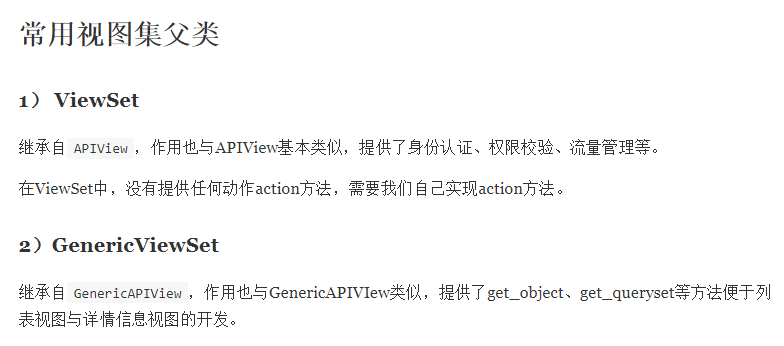 常用视图集父类
1） ViewSet
继承自 APIView ，作用也与APIView基本类似，提供了身份认证、权限校验、流量管理等。
在ViewSet中，没有提供任何动作action方法，需要我们自己实现action方法。
2）GenericViewSet
继承自 GenericAPIView ，作用也与GenericAPIVIew类似，提供了get_object、get_queryset等方法便于列
表视图与详情信息视图的开发。